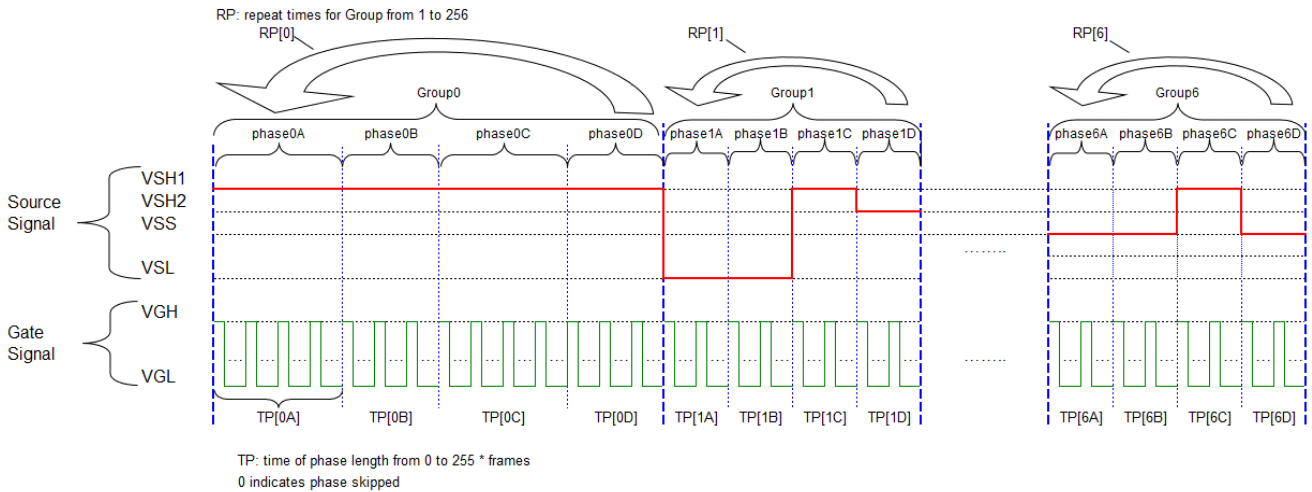 RP: repeat times for Group from 1 to 256
RP[0] RP[1] RP[6]
Group0 Group1 Group6
phase0A phase0B phase0C phase0D phase1A phase1B phase1C phase1D phase6A phase6B phase6C phase6D
VSH1
Source VSH2
Signal VSS
........
VSL
VGH
Gate
Signal
... ... ... ... ... ... ... ... ... ... ... ... ........ ... ... ... ...
VGL
TP[0A] TP[0B] TP[0C] TP[0D] TP[1A] TP[1B] TP[1C] TP[1D] TP[6A] TP[6B] TP[6C] TP[6D]
TP: time of phase length from 0 to 255 * frames
0 indicates phase skipped